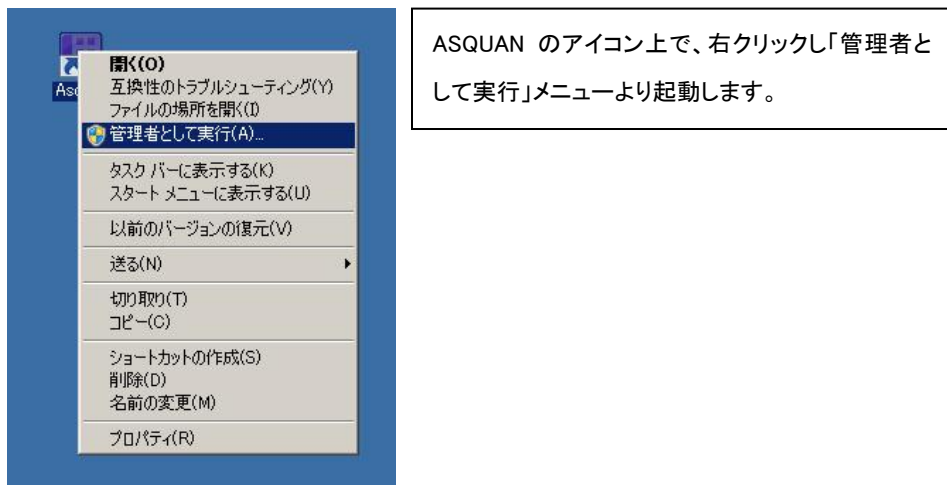 Asq
開く(O)
互換性のトラブルシューティング(Y)
ファイルの場所を開く(I)
管理者として実行(A)...
タスク バーに表示する(K)
スタート メニューに表示する(U)
以前のバージョンの復元(V)
送る(N)
切り取り(T)
コピー(C)
ショートカットの作成(S)
削除(D)
名前の変更(M)
プロパティ(R)
ASQUAN のアイコン上で、右クリックし「管理者と
して実行」メニューより起動します。